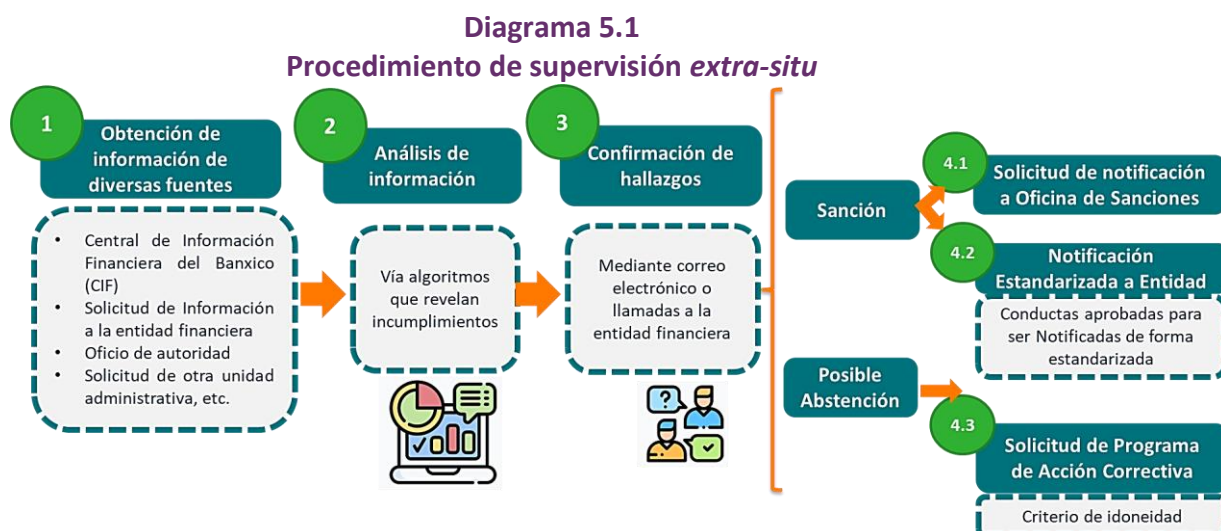 Diagrama 5.1
Procedimiento de supervisión extra-situ
1
Obtención de
información de
diversas fuentes
• Central de Información
Financiera del Banxico
(CIF)
• Solicitud de Información
a la entidad financiera
• Oficio de autoridad
• Solicitud de otra unidad
administrativa, etc.
2
Análisis de
información
Vía algoritmos
que revelan
incumplimientos
3
Confirmación de
hallazgos
Mediante correo
electrónico o
llamadas a la
entidad financiera
Sanción
4.1
Solicitud de notificación
a Oficina de Sanciones
4.2
Notificación
Estandarizada a Entidad
Conductas aprobadas para
ser Notificadas de forma
estandarizada
Posible
Abstención
4.3
Solicitud de Programa
de Acción Correctiva
Criterio de idoneidad